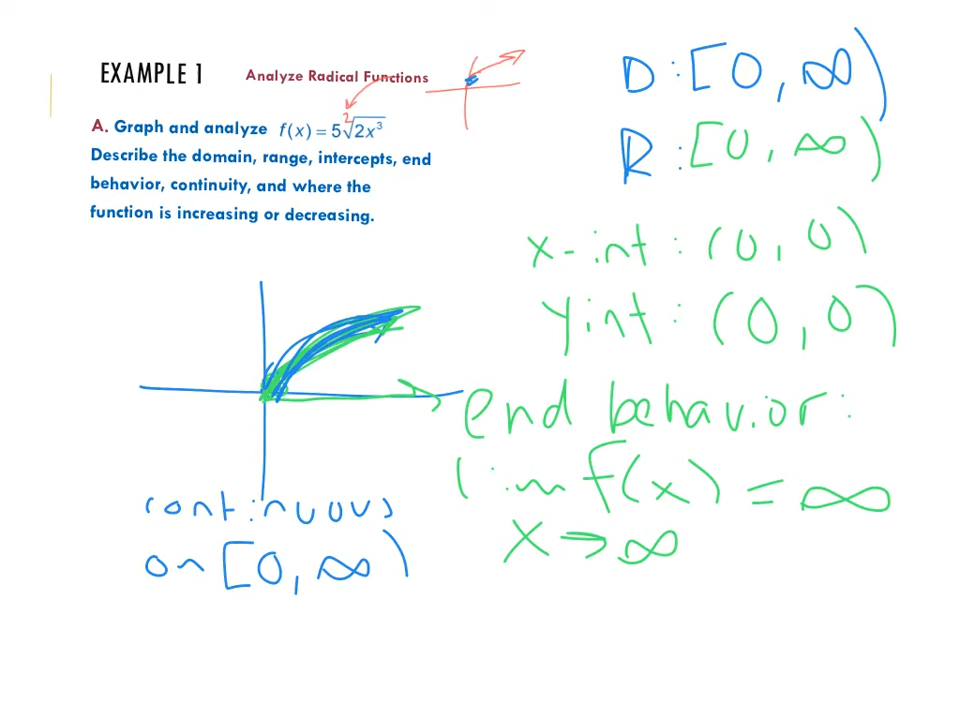 EXAMPLE 1
Analyze Radical Functions
A. Graph and analyze f(x) = 5²√2x³
Describe the domain, range, intercepts, end
behavior, continuity, and where the
function is increasing or decreasing.
D : [0, ∞)
R : [0, ∞)
x-int : (0, 0)
y int : (0, 0)
end behavior:
lim f(x) = ∞
x → ∞
continuous
on [0, ∞)